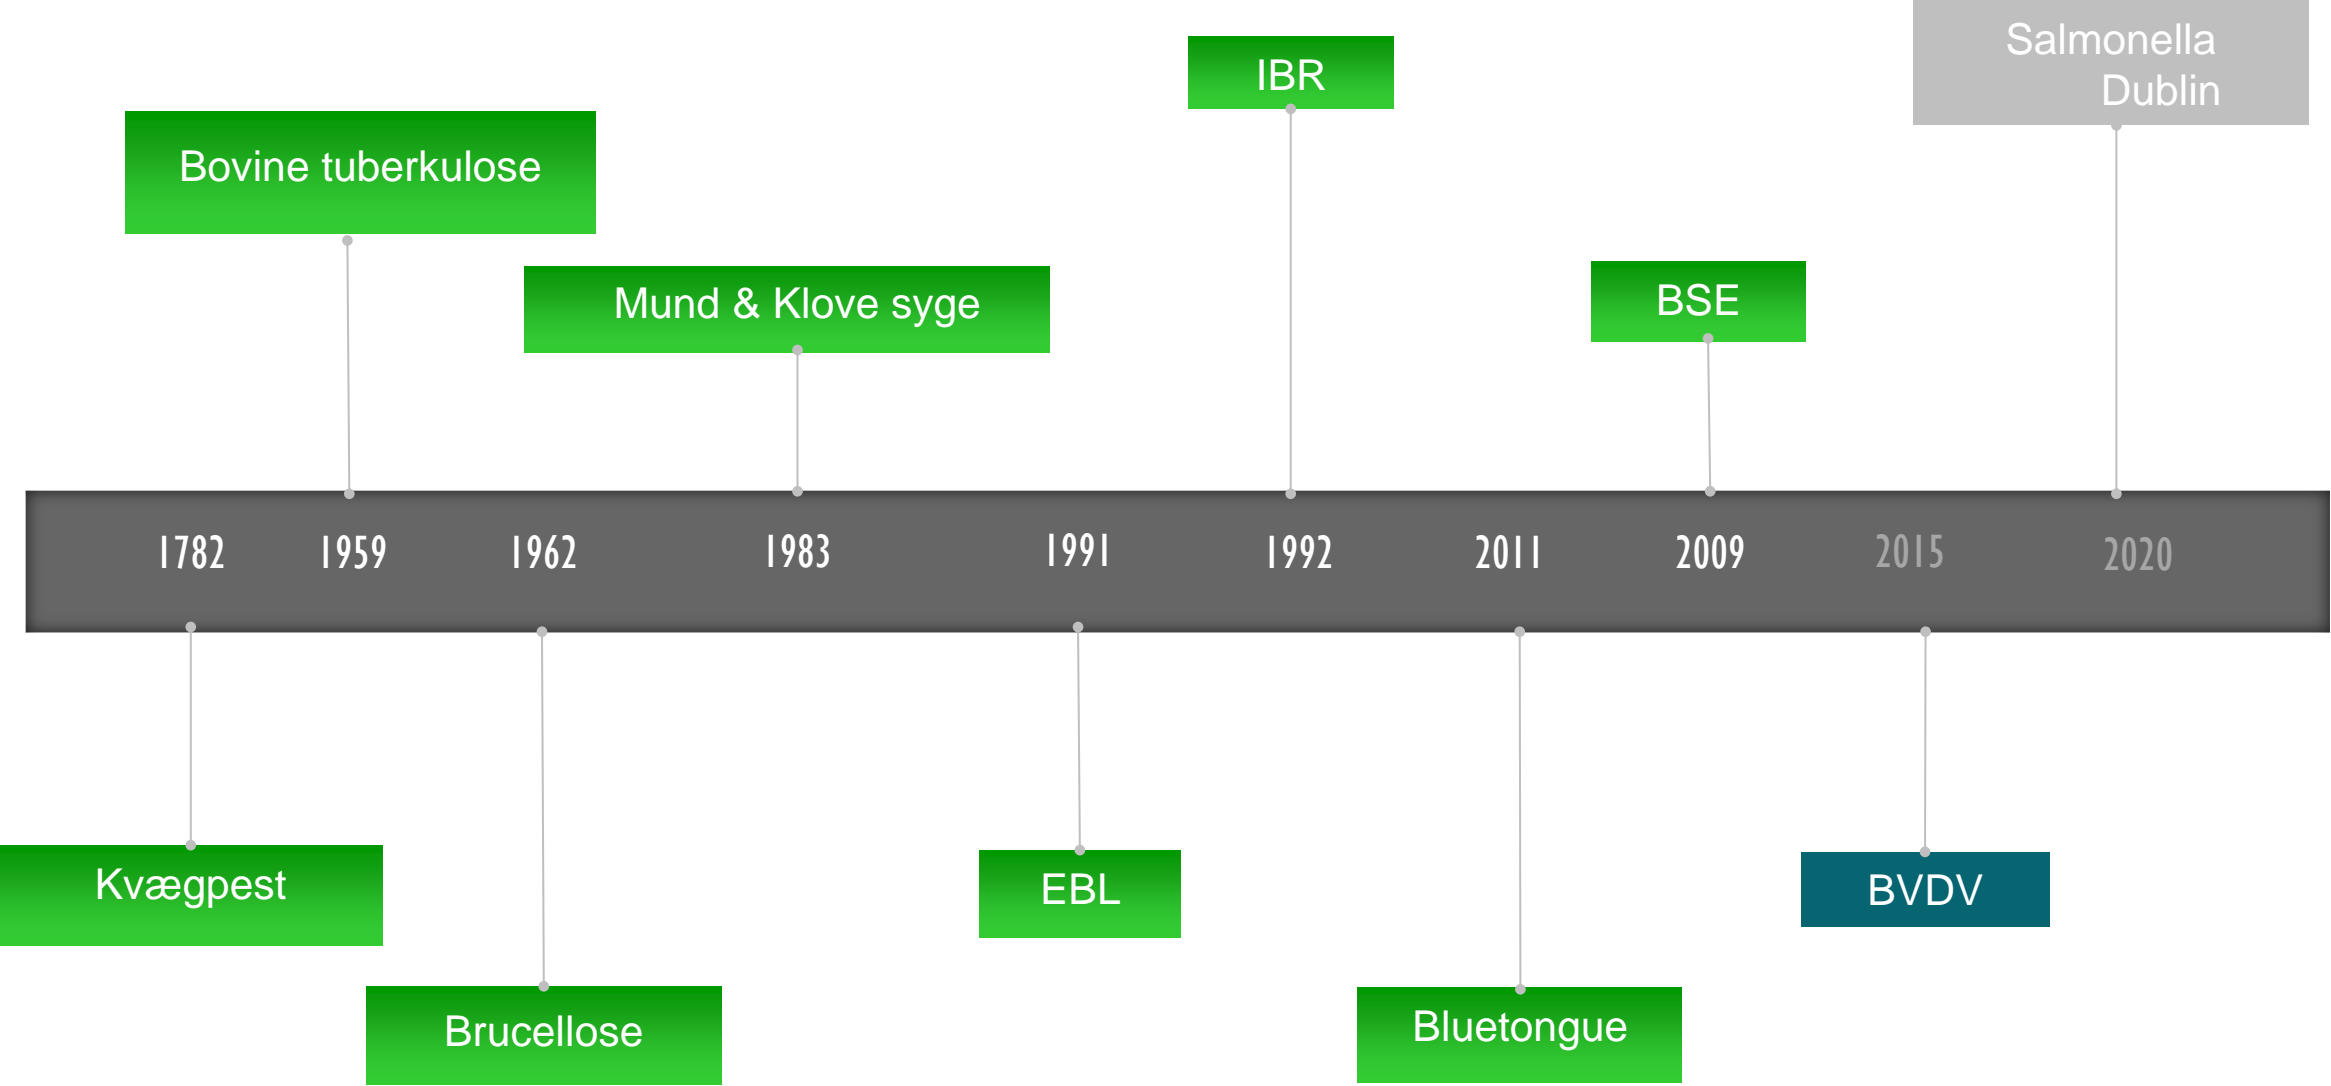 Salmonella
Dublin
IBR
Bovine tuberkulose
Mund & Klove syge
BSE
1782
1959
1962
1983
1991
1992
2011
2009
2015
2020
Kvægpest
EBL
BVDV
Brucellose
Bluetongue